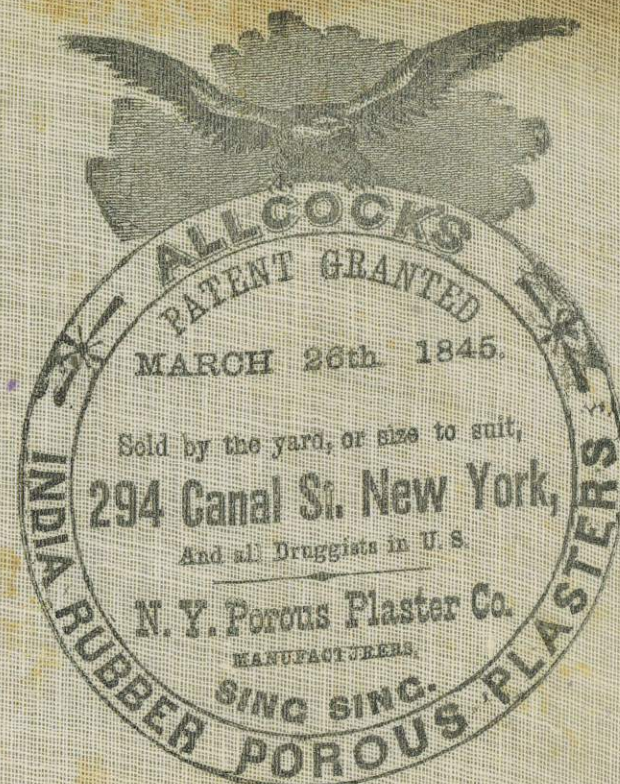 ALLCOCKS
INDIA RUBBER POROUS PLASTERS
PATENT GRANTED
MARCH 26th 1845.
Sold by the yard, or size to suit,
294 Canal St. New York,
And all Druggists in U. S.
N. Y. Porous Plaster Co.
MANUFACTURERS,
SING SING.